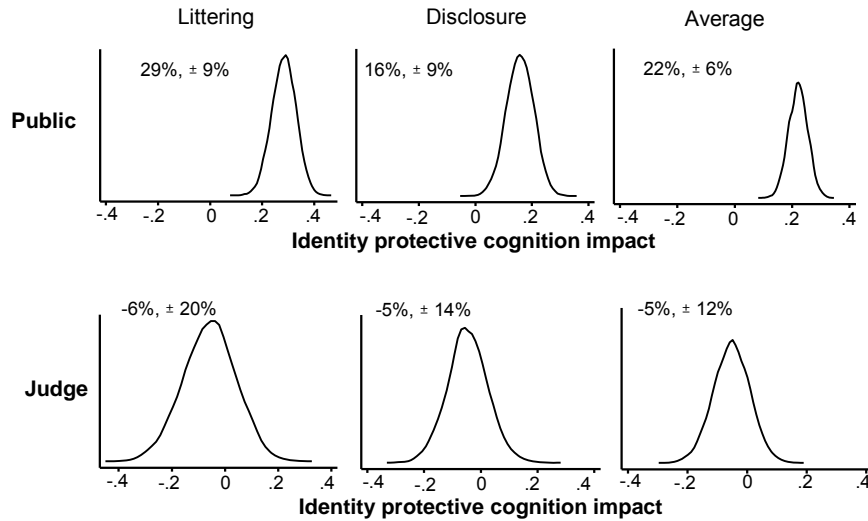 Littering Disclosure Average
29%, ± 9% 16%, ± 9% 22%, ± 6%
Public
-.4 -.2 0 .2 .4 -.4 -.2 0 .2 .4 -.4 -.2 0 .2 .4
Identity protective cognition impact
-6%, ± 20% -5%, ± 14% -5%, ± 12%
Judge
-.4 -.2 0 .2 .4 -.4 -.2 0 .2 .4 -.4 -.2 0 .2 .4
Identity protective cognition impact